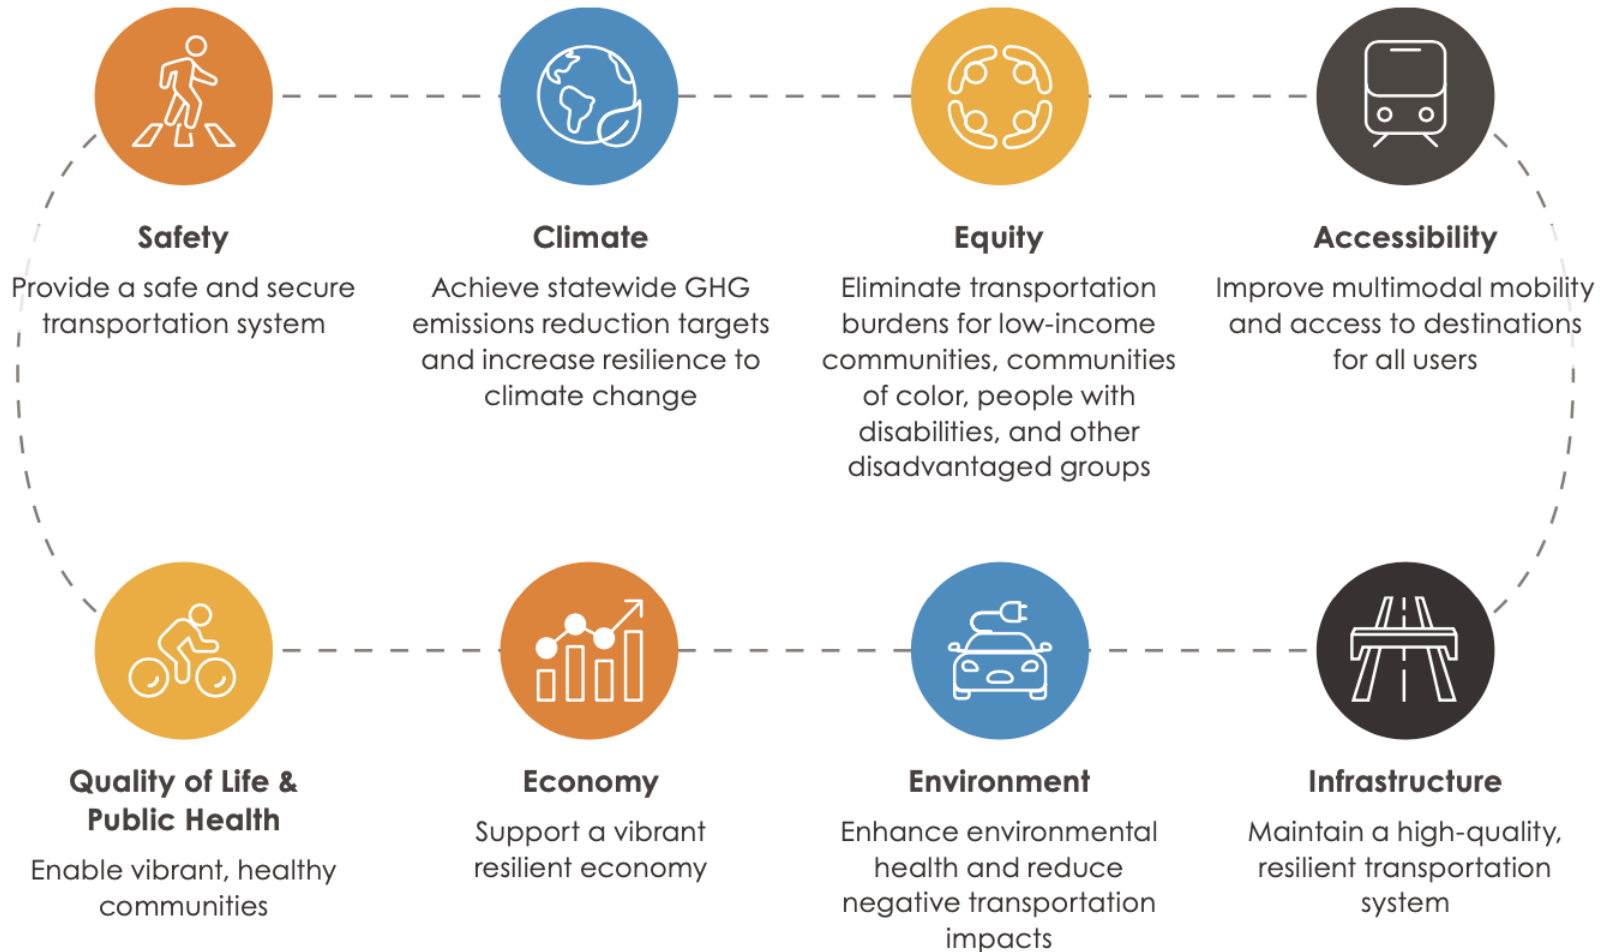 Safety
Provide a safe and secure
transportation system
Climate
Achieve statewide GHG
emissions reduction targets
and increase resilience to
climate change
Equity
Eliminate transportation
burdens for low-income
communities, communities
of color, people with
disabilities, and other
disadvantaged groups
Accessibility
Improve multimodal mobility
and access to destinations
for all users
Quality of Life &
Public Health
Enable vibrant, healthy
communities
Economy
Support a vibrant
resilient economy
Environment
Enhance environmental
health and reduce
negative transportation
impacts
Infrastructure
Maintain a high-quality,
resilient transportation
system